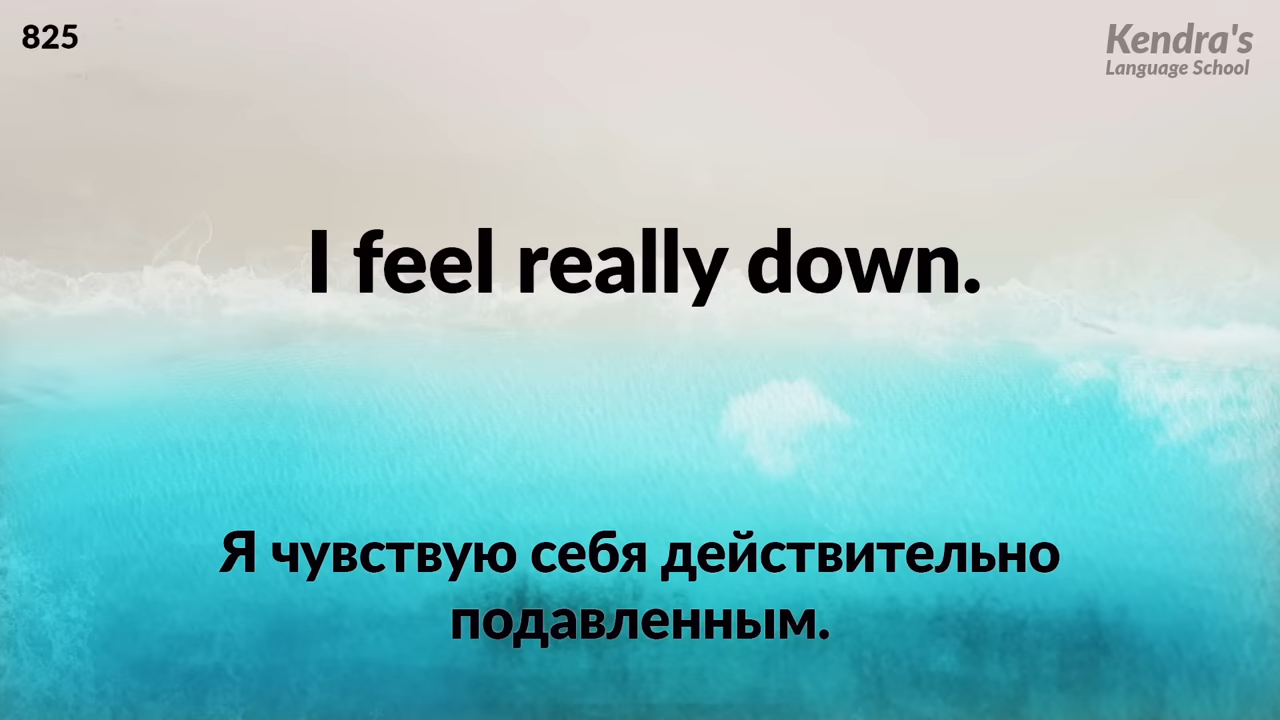 825
Kendra's
Language School
I feel really down.
Я чувствую себя действительно
подавленным.